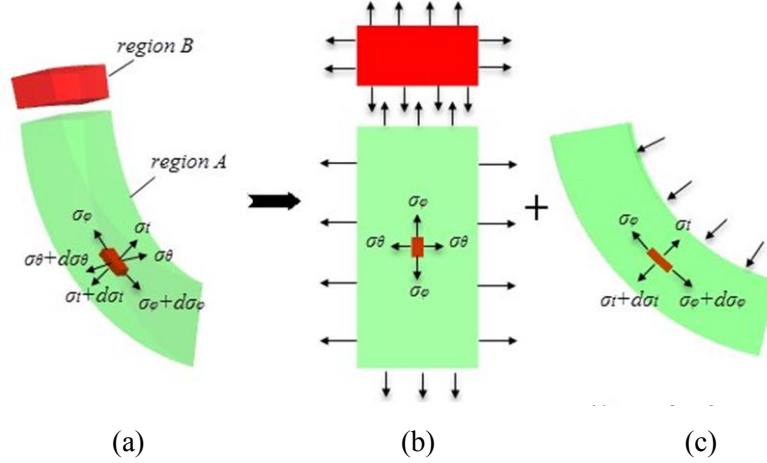 region B
region A
σφ
σt
σθ+dσθ
σθ
σt+dσt
σφ+dσφ
σφ
σθ
σθ
σφ
+
σφ
σt
σt+dσt
σφ+dσφ
(a)
(b)
(c)